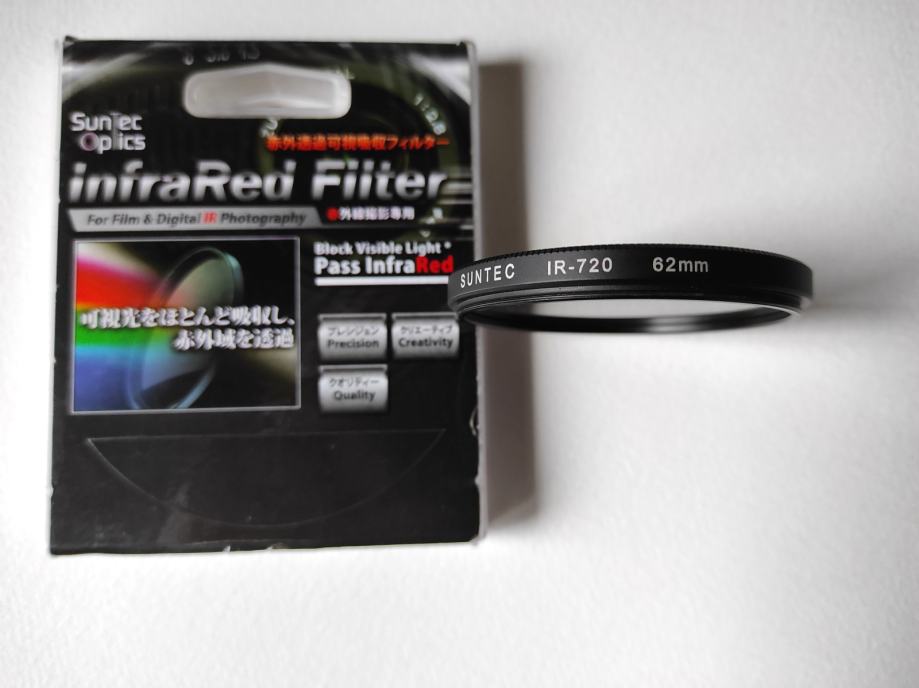 SunTec
Optics
赤外透過可視吸収フィルター
infraRed Filter
For Film & Digital IR Photography
赤外線撮影専用
Block Visible Light *
Pass InfraRed
可視光をほとんど吸収し、
赤外域を透過
プレシジョン
Precision
クリエーティブ
Creativity
クオリティー
Quality
SUNTEC IR-720 62mm
1:2.8